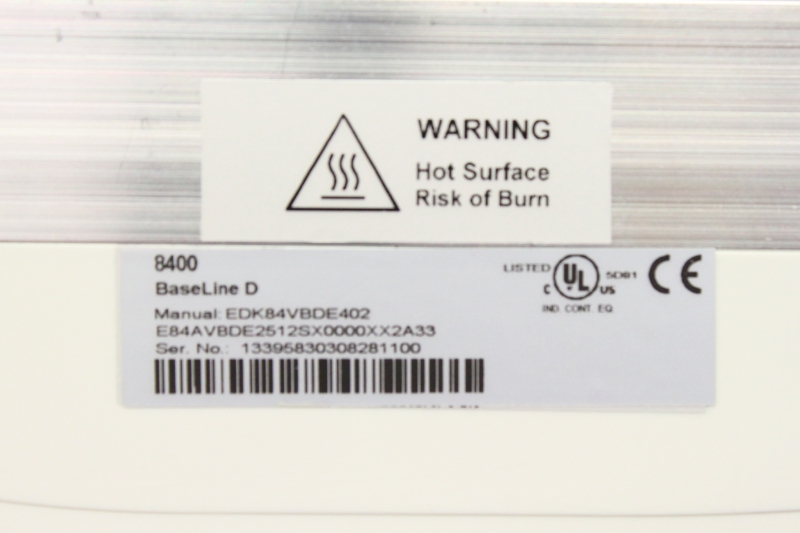 WARNING
Hot Surface
Risk of Burn
8400
BaseLine D
Manual: EDK84VBDE402
E84AVBDE2512SX0000XX2A33
Ser. No.: 13395830308281100
LISTED
C UL US
5D81
IND. CONT. EQ.
CE